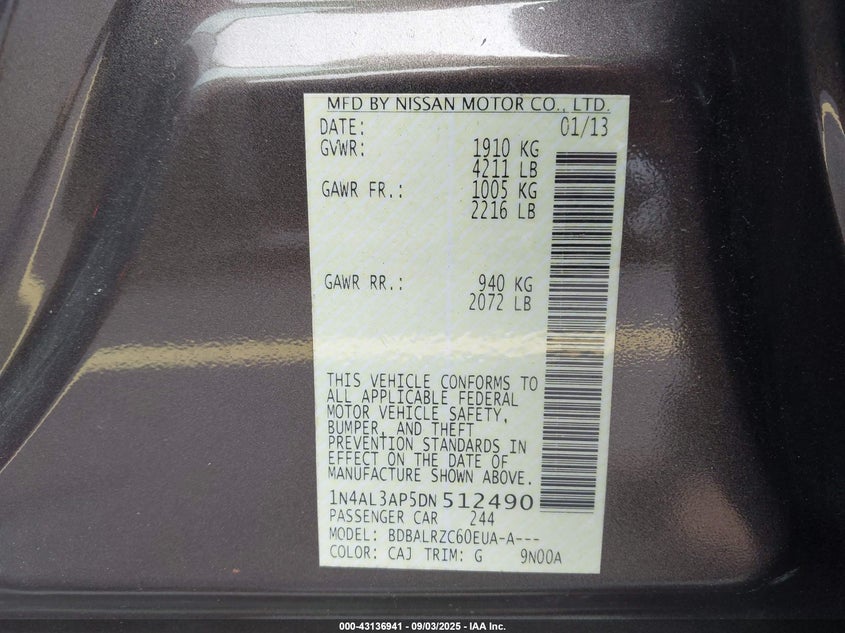 MFD BY NISSAN MOTOR CO., LTD.
DATE: 01/13
GVWR: 1910 KG
4211 LB
GAWR FR.: 1005 KG
2216 LB
GAWR RR.: 940 KG
2072 LB
THIS VEHICLE CONFORMS TO
ALL APPLICABLE FEDERAL
MOTOR VEHICLE SAFETY,
BUMPER, AND THEFT
PREVENTION STANDARDS IN
EFFECT ON THE DATE OF
MANUFACTURE SHOWN ABOVE.
1N4AL3AP5DN512490
PASSENGER CAR 244
MODEL: BDBALRZC60EUA-A---
COLOR: CAJ TRIM: G 9N00A
000-43136941 - 09/03/2025 - IAA Inc.